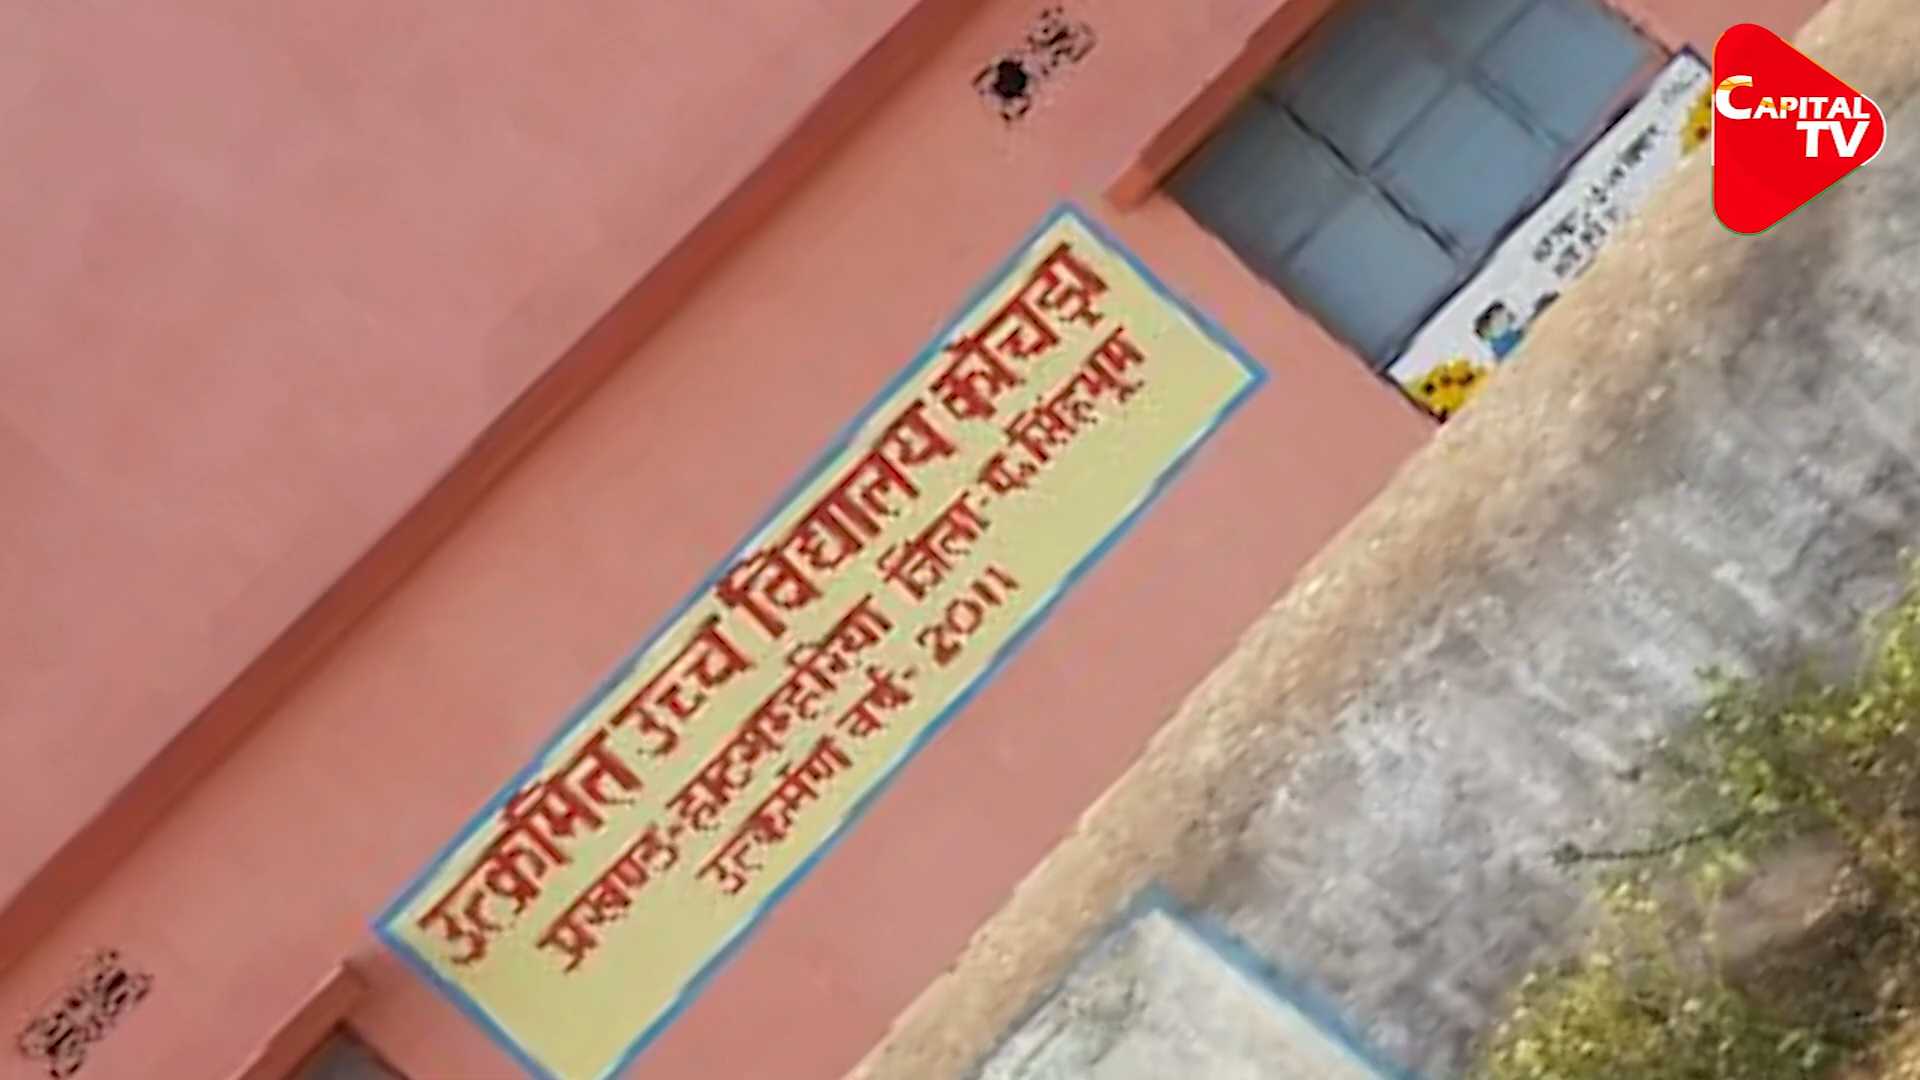 उत्क्रमित उच्च विद्यालय कोचड़ा
प्रखण्ड-हाटगम्हरिया जिला-प.सिंहभूम
उत्क्रमण वर्ष- 2011
CAPITAL
TV